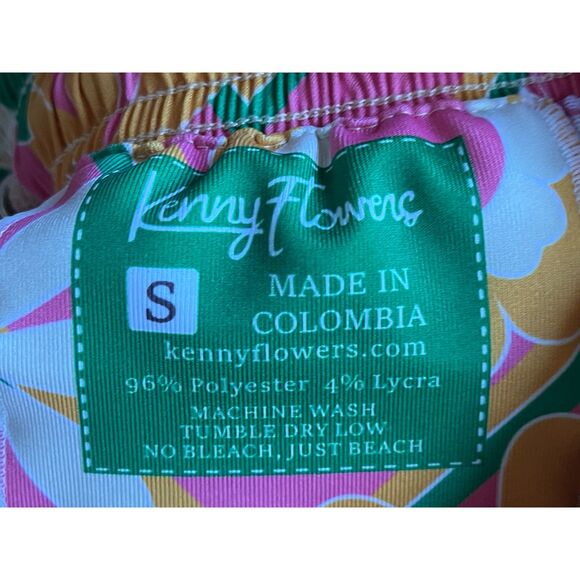 Kenny Flowers
S
MADE IN
COLOMBIA
kennyflowers.com
96% Polyester 4% Lycra
MACHINE WASH
TUMBLE DRY LOW
NO BLEACH, JUST BEACH